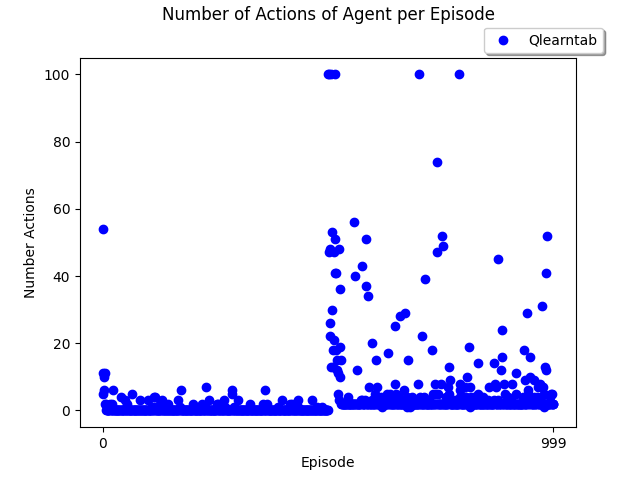 Number of Actions of Agent per Episode
Qlearntab
100
80
60
40
20
0
Number Actions
0
999
Episode